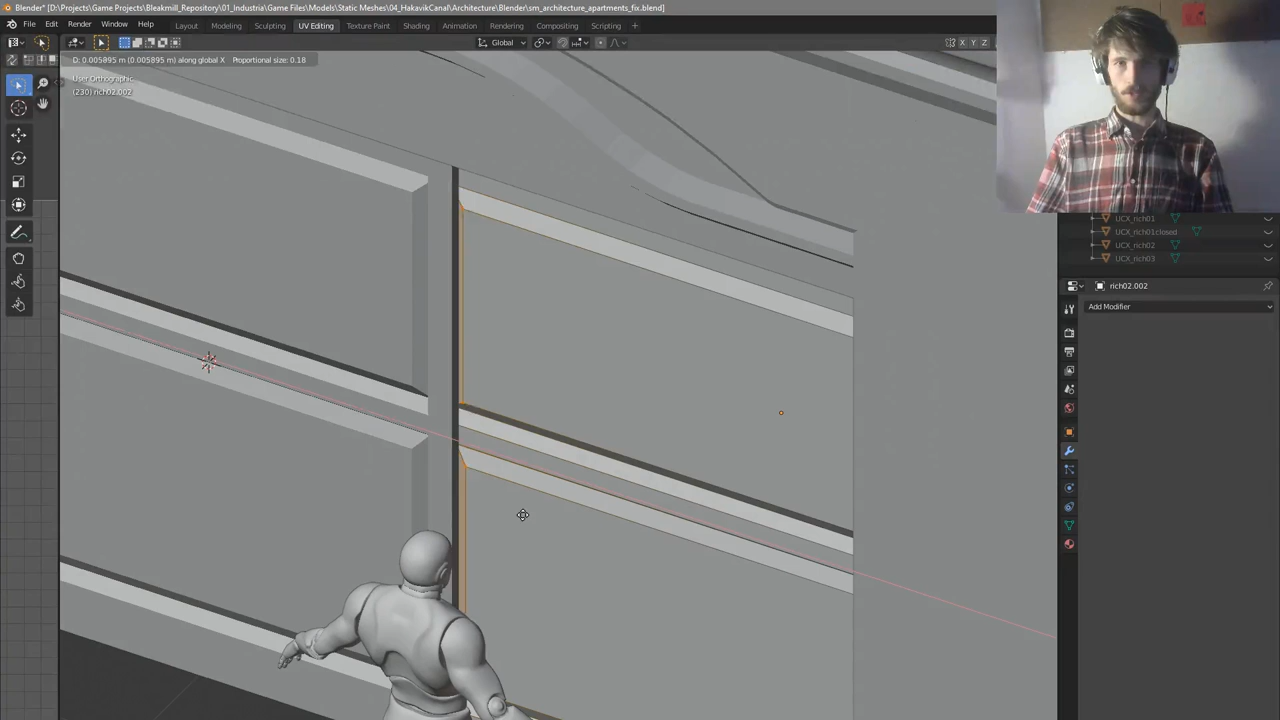 Blender* [D:\Projects\Game Projects\Bleakmill_Repository\01_Industria\Game Files\Models\Static Meshes\04_HakavikCanal\Architecture\Blender\sm_architecture_apartments_fix.blend]
File Edit Render Window Help Layout Modeling Sculpting UV Editing Texture Paint Shading Animation Rendering Compositing Scripting
Global X Y Z
D: 0.005895 m (0.005895 m) along global X Proportional size: 0.18
User Orthographic
(230) rich02.002
UCX_rich01
UCX_rich01closed
UCX_rich02
UCX_rich03
rich02.002
Add Modifier